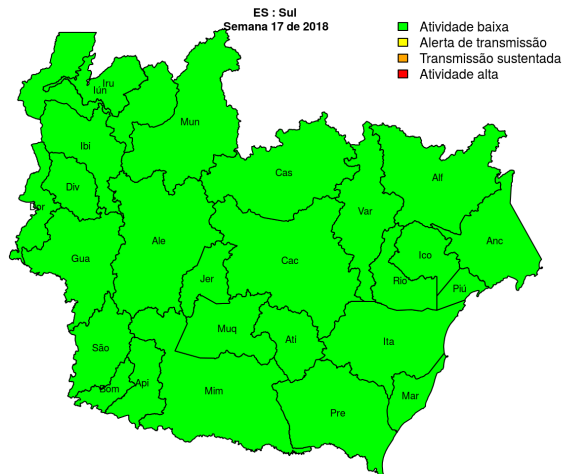 ES : Sul
Semana 17 de 2018
Atividade baixa
Alerta de transmissão
Transmissão sustentada
Atividade alta
Iru
Iún
Mun
Ibi
Cas
Alf
Div
Dor
Var
Ale
Anc
Gua
Cac
Ico
Jer
Rio
Piú
Muq
Ati
Ita
São
Bom
Api
Mim
Mar
Pre